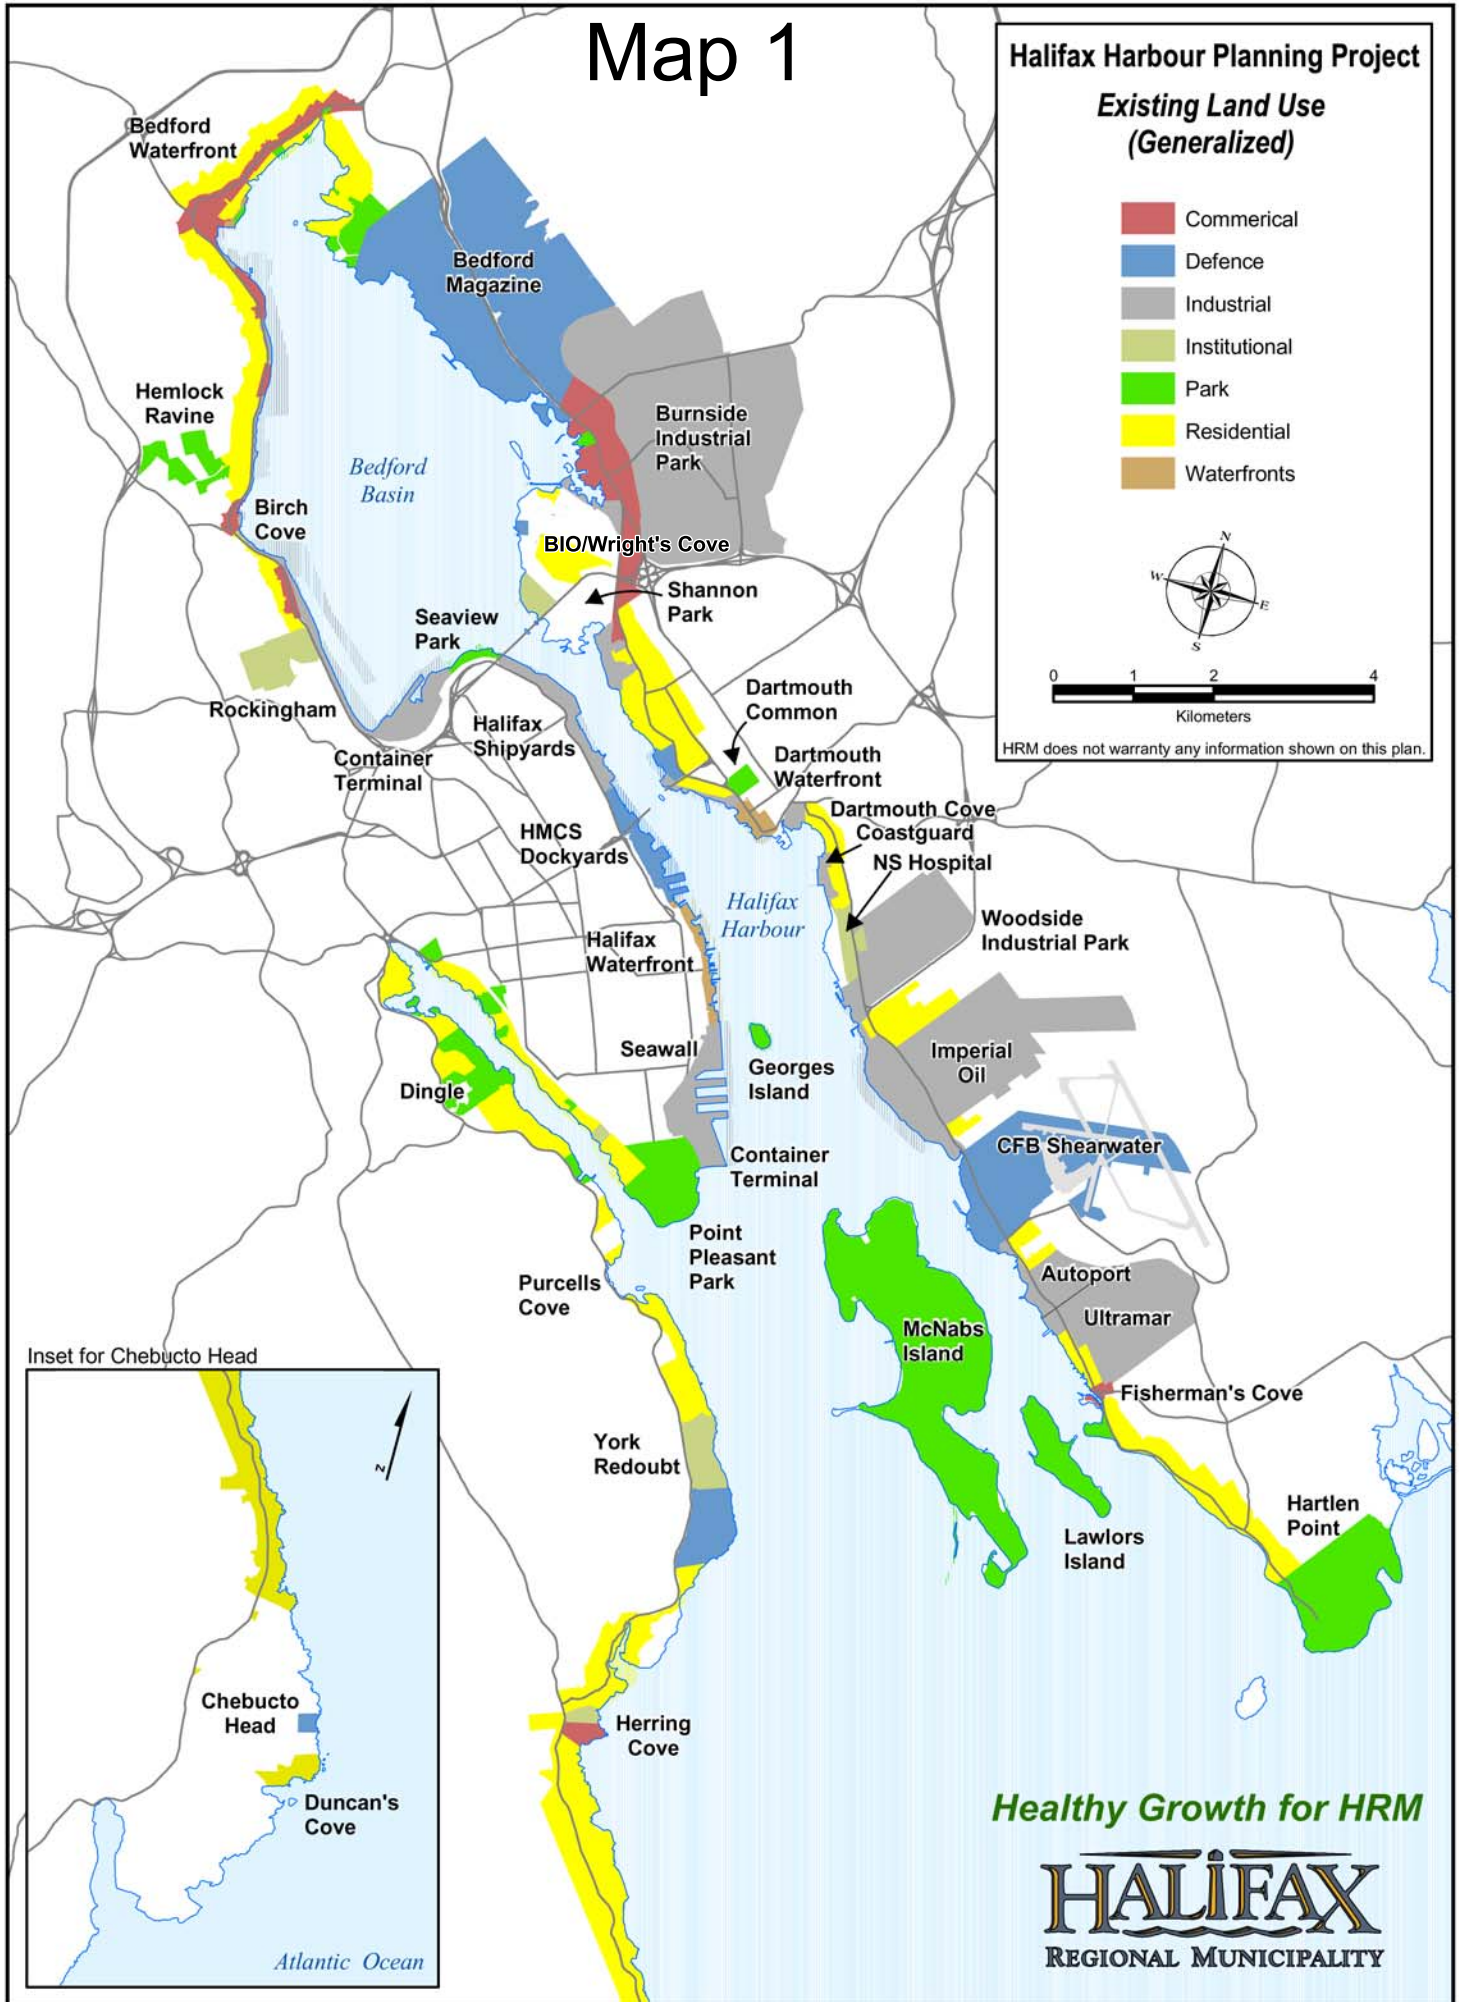 Map 1
Halifax Harbour Planning Project
Existing Land Use
(Generalized)
Commerical
Defence
Industrial
Institutional
Park
Residential
Waterfronts
N
W
E
S
0 1 2 4
Kilometers
HRM does not warranty any information shown on this plan.
Bedford
Waterfront
Bedford
Magazine
Hemlock
Ravine
Burnside
Industrial
Park
Bedford
Basin
Birch
Cove
BIO/Wright's Cove
Shannon
Park
Seaview
Park
Rockingham
Dartmouth
Common
Halifax
Shipyards
Container
Terminal
Dartmouth
Waterfront
Dartmouth Cove
Coastguard
HMCS
Dockyards
NS Hospital
Halifax
Harbour
Woodside
Industrial Park
Halifax
Waterfront
Seawall
Georges
Island
Imperial
Oil
Dingle
CFB Shearwater
Container
Terminal
Point
Pleasant
Park
Purcells
Cove
Autoport
Ultramar
McNabs
Island
Fisherman's Cove
York
Redoubt
Hartlen
Point
Lawlors
Island
Herring
Cove
Inset for Chebucto Head
N
Chebucto
Head
Duncan's
Cove
Atlantic Ocean
Healthy Growth for HRM
HALIFAX
REGIONAL MUNICIPALITY